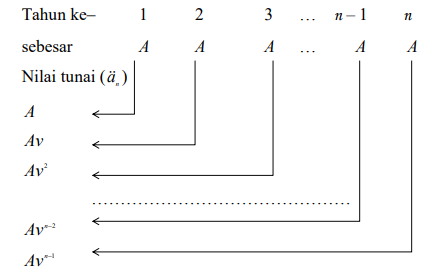 Tahun ke– 1 2 3 … n – 1 n
sebesar A A A … A A
Nilai tunai (äₙ)
A
Av
Av²
………………………………………
Avⁿ⁻²
Avⁿ⁻¹